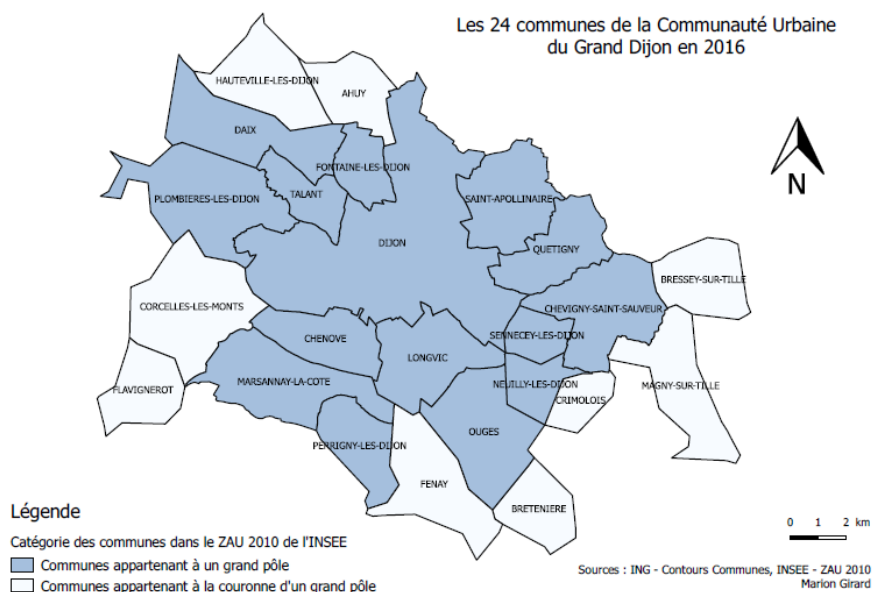 Les 24 communes de la Communauté Urbaine
du Grand Dijon en 2016
HAUTEVILLE-LES-DIJON
AHUY
DAIX
FONTAINE-LES-DIJON
PLOMBIERES-LES-DIJON
TALANT
SAINT-APOLLINAIRE
DIJON
QUETIGNY
BRESSEY-SUR-TILLE
CORCELLES-LES-MONTS
CHEVIGNY-SAINT-SAUVEUR
CHENOVE
SENNECEY-LES-DIJON
LONGVIC
MARSANNAY-LA-COTE
NEUILLY-LES-DIJON
FLAVIGNEROT
MAGNY-SUR-TILLE
CRIMOLOIS
OUGES
PERRIGNY-LES-DIJON
FENAY
BRETENIERE
N
Légende
Catégorie des communes dans le ZAU 2010 de l'INSEE
Communes appartenant à un grand pôle
Communes appartenant à la couronne d'un grand pôle
0 1 2 km
Sources : ING - Contours Communes, INSEE - ZAU 2010
Marion Girard